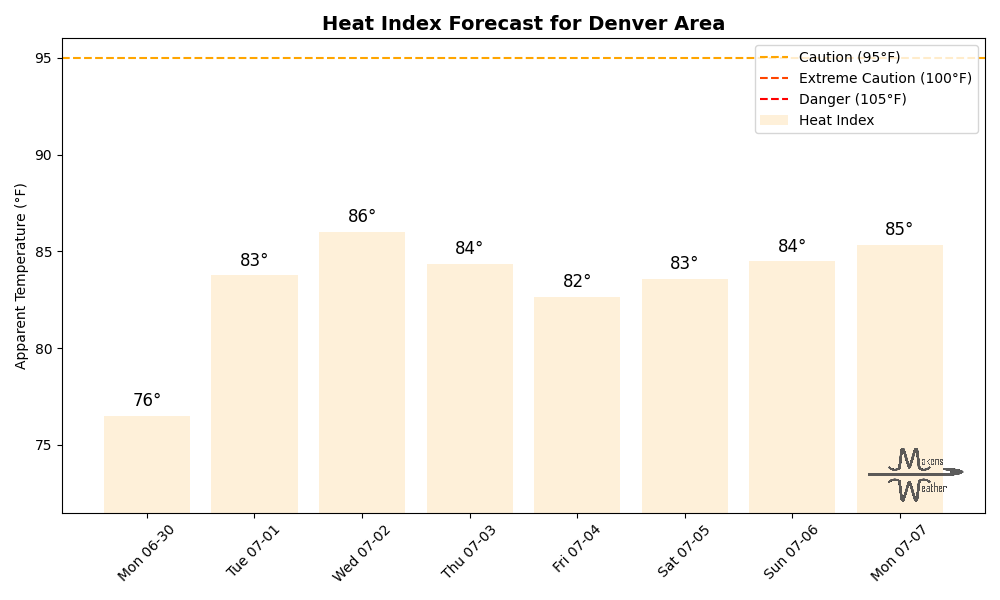 Heat Index Forecast for Denver Area
Apparent Temperature (°F)
95
90
85
80
75
Caution (95°F)
Extreme Caution (100°F)
Danger (105°F)
Heat Index
76°
83°
86°
84°
82°
83°
84°
85°
Mon 06-30
Tue 07-01
Wed 07-02
Thu 07-03
Fri 07-04
Sat 07-05
Sun 07-06
Mon 07-07
Weather